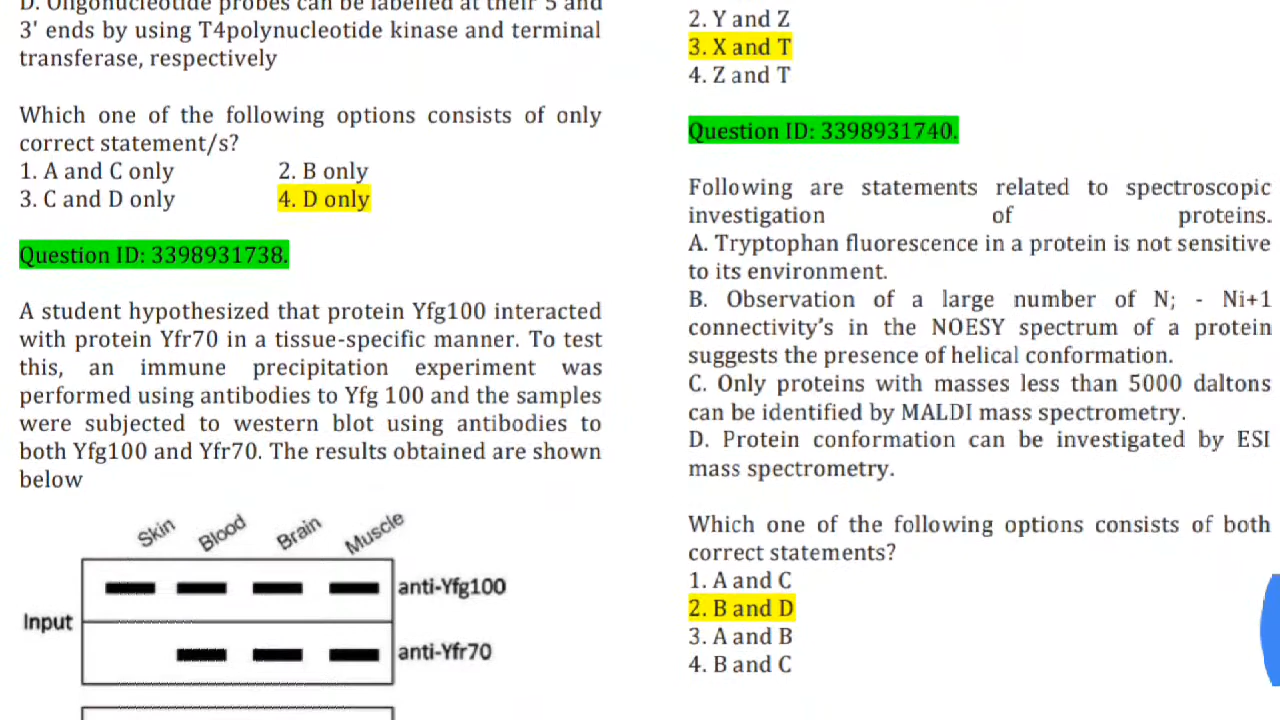 D. Oligonucleotide probes can be labelled at their 5' and
3' ends by using T4polynucleotide kinase and terminal
transferase, respectively
Which one of the following options consists of only
correct statement/s?
1. A and C only 2. B only
3. C and D only 4. D only
Question ID: 3398931738.
A student hypothesized that protein Yfg100 interacted
with protein Yfr70 in a tissue-specific manner. To test
this, an immune precipitation experiment was
performed using antibodies to Yfg 100 and the samples
were subjected to western blot using antibodies to
both Yfg100 and Yfr70. The results obtained are shown
below
Skin Blood Brain Muscle
anti-Yfg100
Input
anti-Yfr70
2. Y and Z
3. X and T
4. Z and T
Question ID: 3398931740.
Following are statements related to spectroscopic
investigation of proteins.
A. Tryptophan fluorescence in a protein is not sensitive
to its environment.
B. Observation of a large number of N; - Ni+1
connectivity's in the NOESY spectrum of a protein
suggests the presence of helical conformation.
C. Only proteins with masses less than 5000 daltons
can be identified by MALDI mass spectrometry.
D. Protein conformation can be investigated by ESI
mass spectrometry.
Which one of the following options consists of both
correct statements?
1. A and C
2. B and D
3. A and B
4. B and C